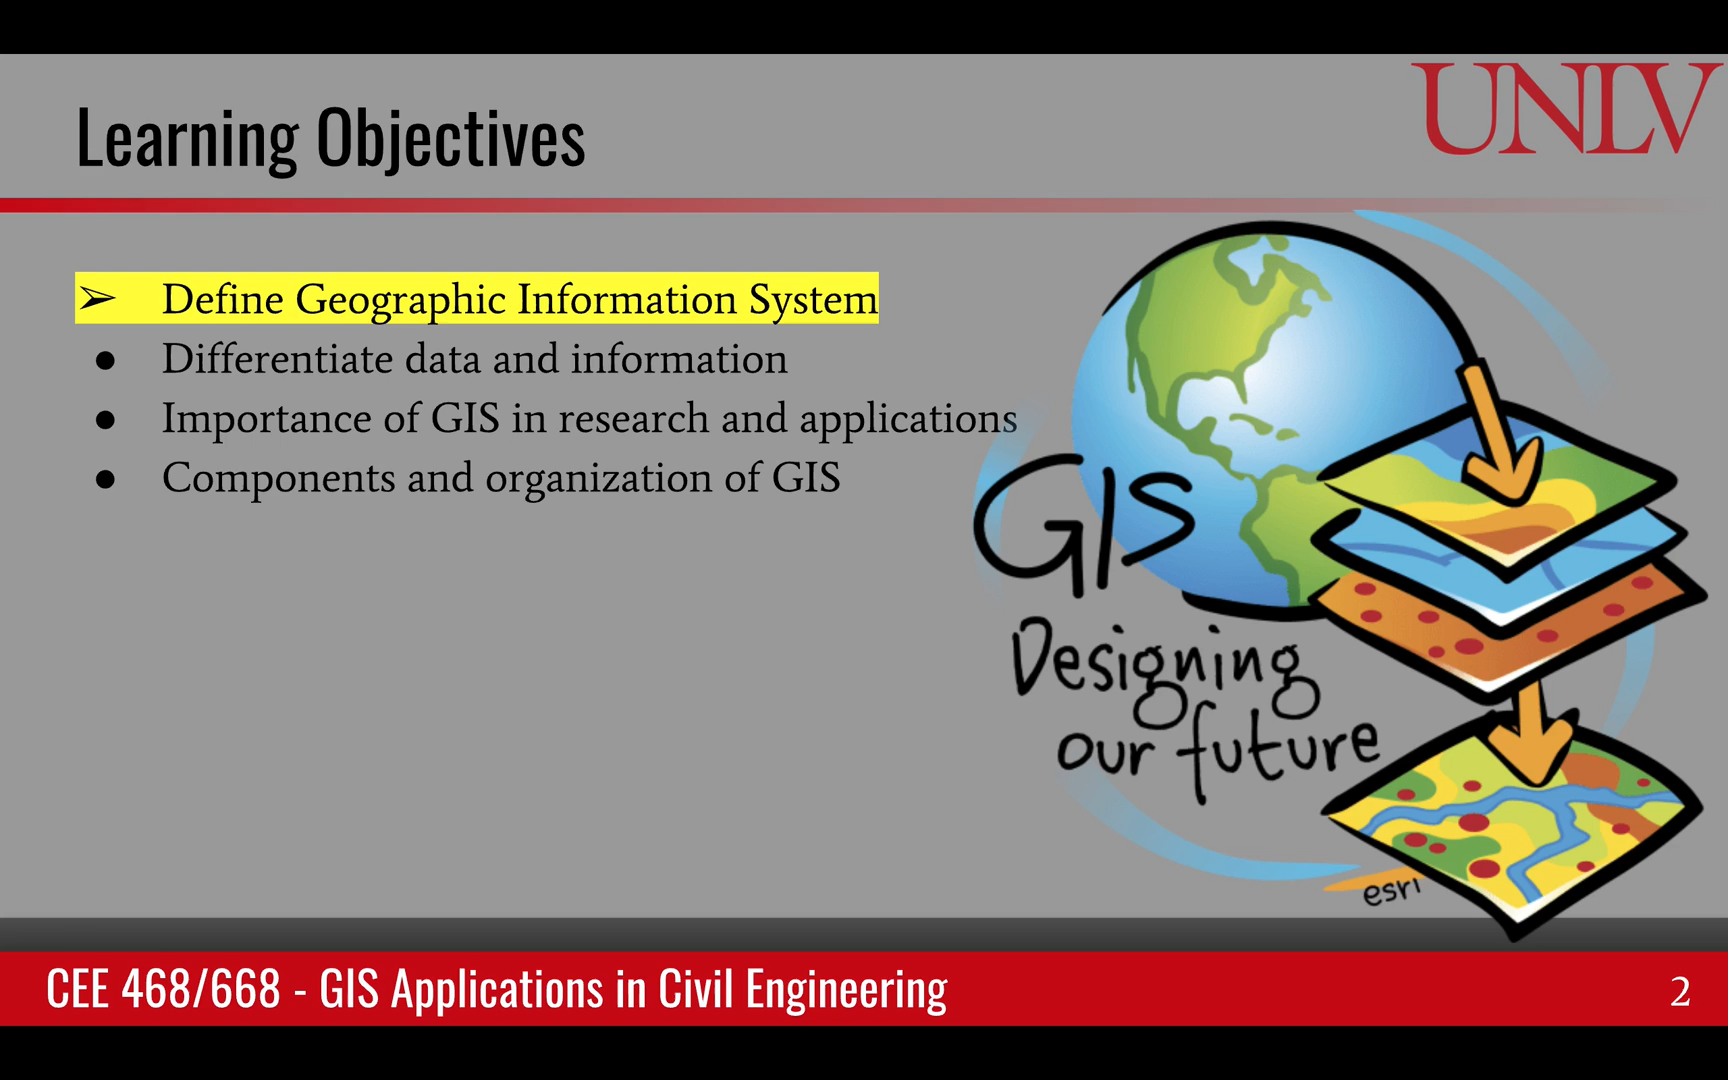 UNLV
Learning Objectives
➢ Define Geographic Information System
● Differentiate data and information
● Importance of GIS in research and applications
● Components and organization of GIS
GIS
Designing
our future
esri
CEE 468/668 - GIS Applications in Civil Engineering
2